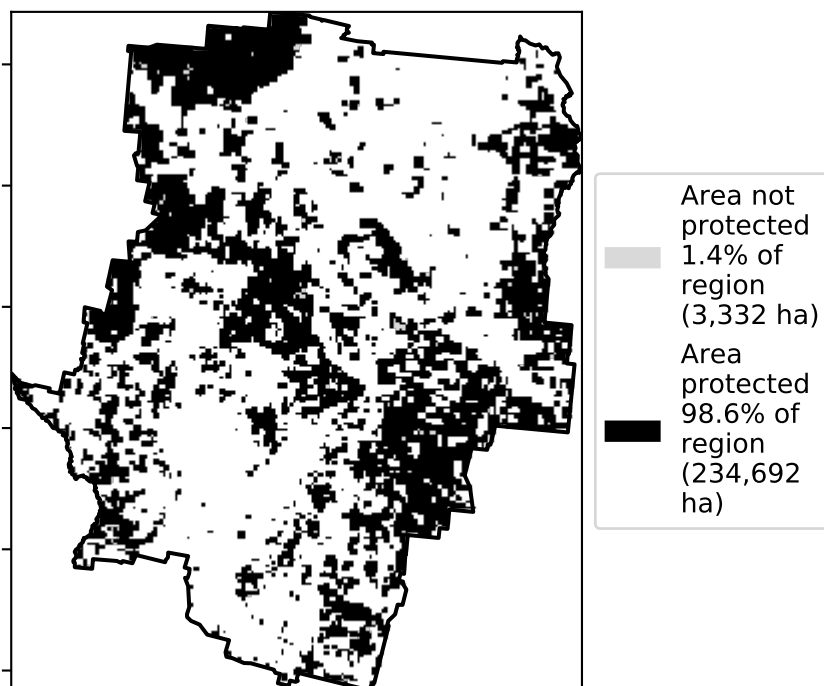 Area not
protected
1.4% of
region
(3,332 ha)
Area
protected
98.6% of
region
(234,692
ha)